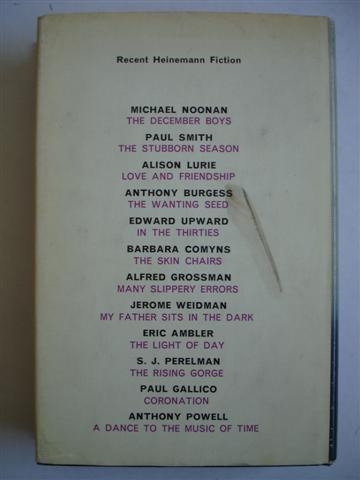 Recent Heinemann Fiction
MICHAEL NOONAN
THE DECEMBER BOYS
PAUL SMITH
THE STUBBORN SEASON
ALISON LURIE
LOVE AND FRIENDSHIP
ANTHONY BURGESS
THE WANTING SEED
EDWARD UPWARD
IN THE THIRTIES
BARBARA COMYNS
THE SKIN CHAIRS
ALFRED GROSSMAN
MANY SLIPPERY ERRORS
JEROME WEIDMAN
MY FATHER SITS IN THE DARK
ERIC AMBLER
THE LIGHT OF DAY
S. J. PERELMAN
THE RISING GORGE
PAUL GALLICO
CORONATION
ANTHONY POWELL
A DANCE TO THE MUSIC OF TIME